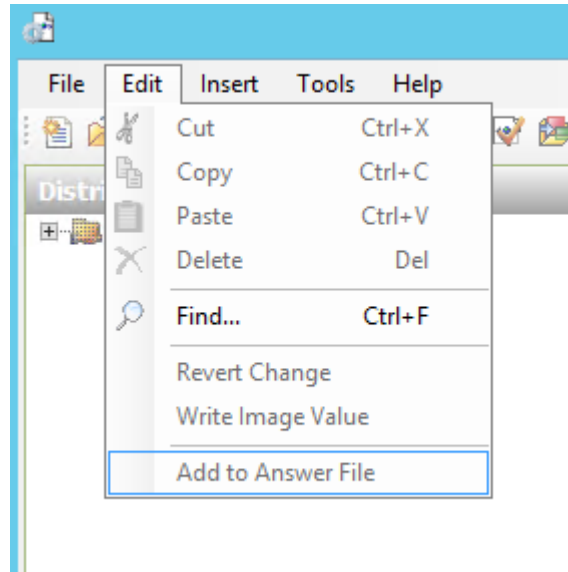 File Edit Insert Tools Help
Cut Ctrl+X
Copy Ctrl+C
Distri
Paste Ctrl+V
Delete Del
Find... Ctrl+F
Revert Change
Write Image Value
Add to Answer File